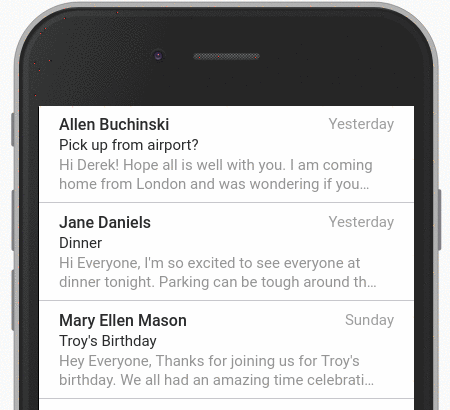 Allen Buchinski Yesterday
Pick up from airport?
Hi Derek! Hope all is well with you. I am coming
home from London and was wondering if you…
Jane Daniels Yesterday
Dinner
Hi Everyone, I'm so excited to see everyone at
dinner tonight. Parking can be tough around th…
Mary Ellen Mason Sunday
Troy's Birthday
Hey Everyone, Thanks for joining us for Troy's
birthday. We all had an amazing time celebrati…